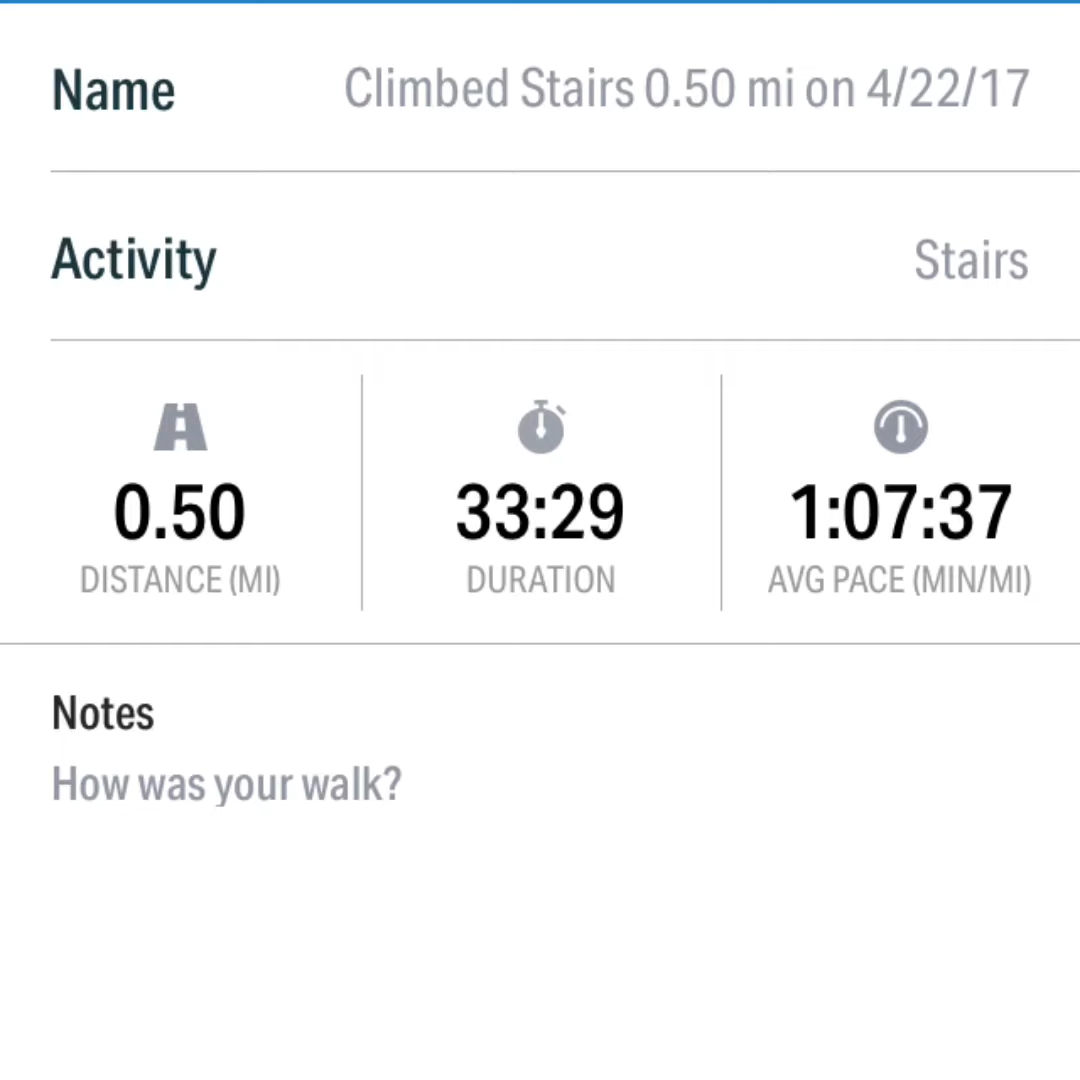 Name Climbed Stairs 0.50 mi on 4/22/17
Activity Stairs
0.50 33:29 1:07:37
DISTANCE (MI) DURATION AVG PACE (MIN/MI)
Notes
How was your walk?